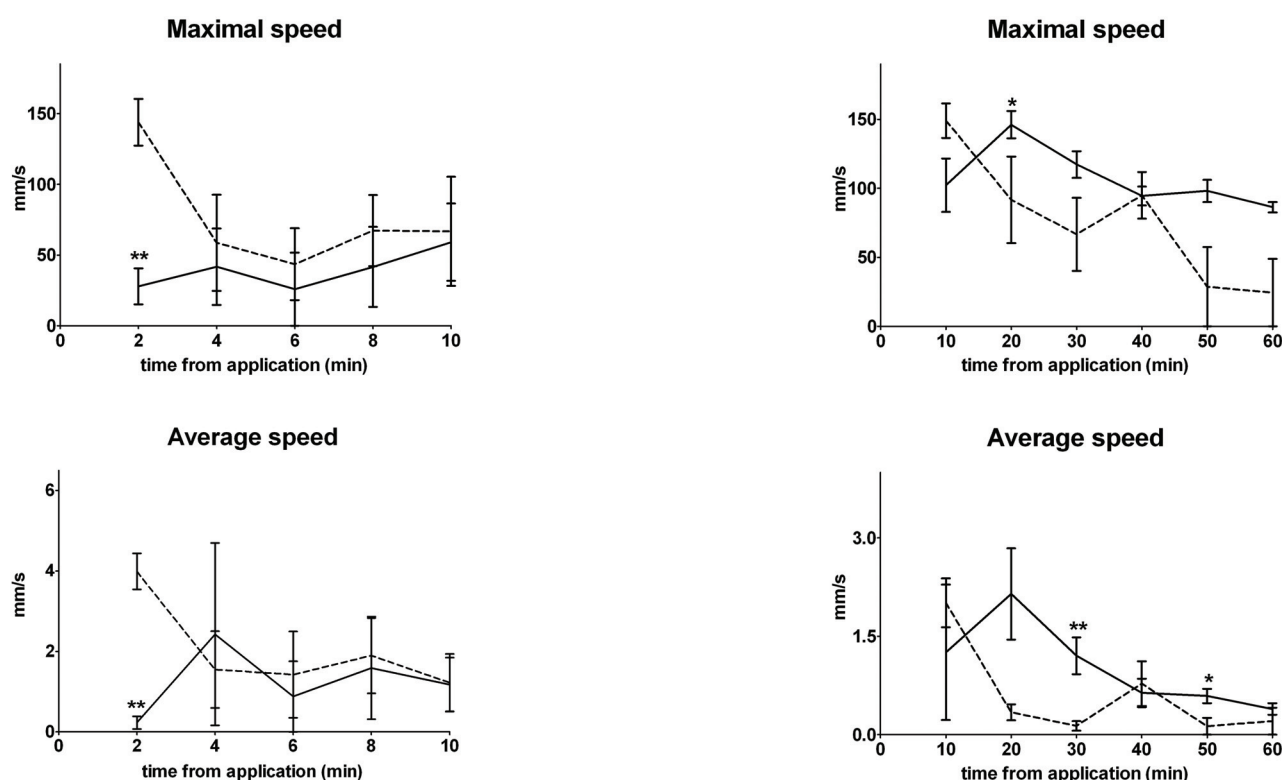 Maximal speed
150
100
50
0
mm/s
**
0 2 4 6 8 10
time from application (min)
Maximal speed
150
100
50
0
mm/s
*
0 10 20 30 40 50 60
time from application (min)
Average speed
6
4
2
0
mm/s
**
0 2 4 6 8 10
time from application (min)
Average speed
3.0
1.5
0.0
mm/s
**
*
0 10 20 30 40 50 60
time from application (min)